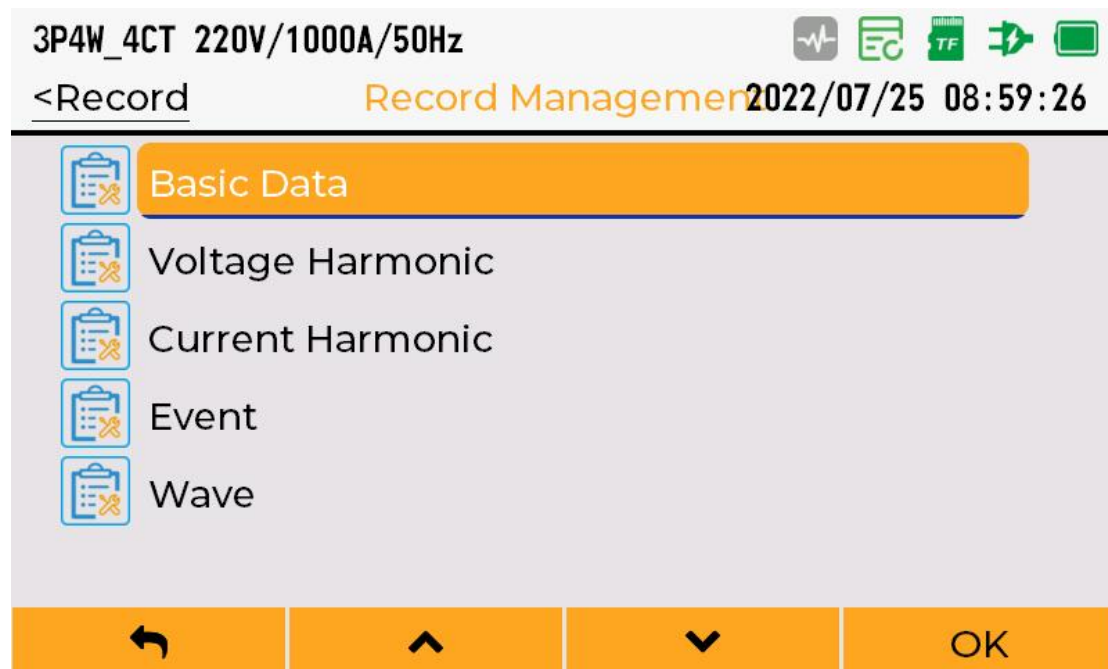 3P4W_4CT 220V/1000A/50Hz TF
<Record Record Management 2022/07/25 08:59:26
Basic Data
Voltage Harmonic
Current Harmonic
Event
Wave
OK